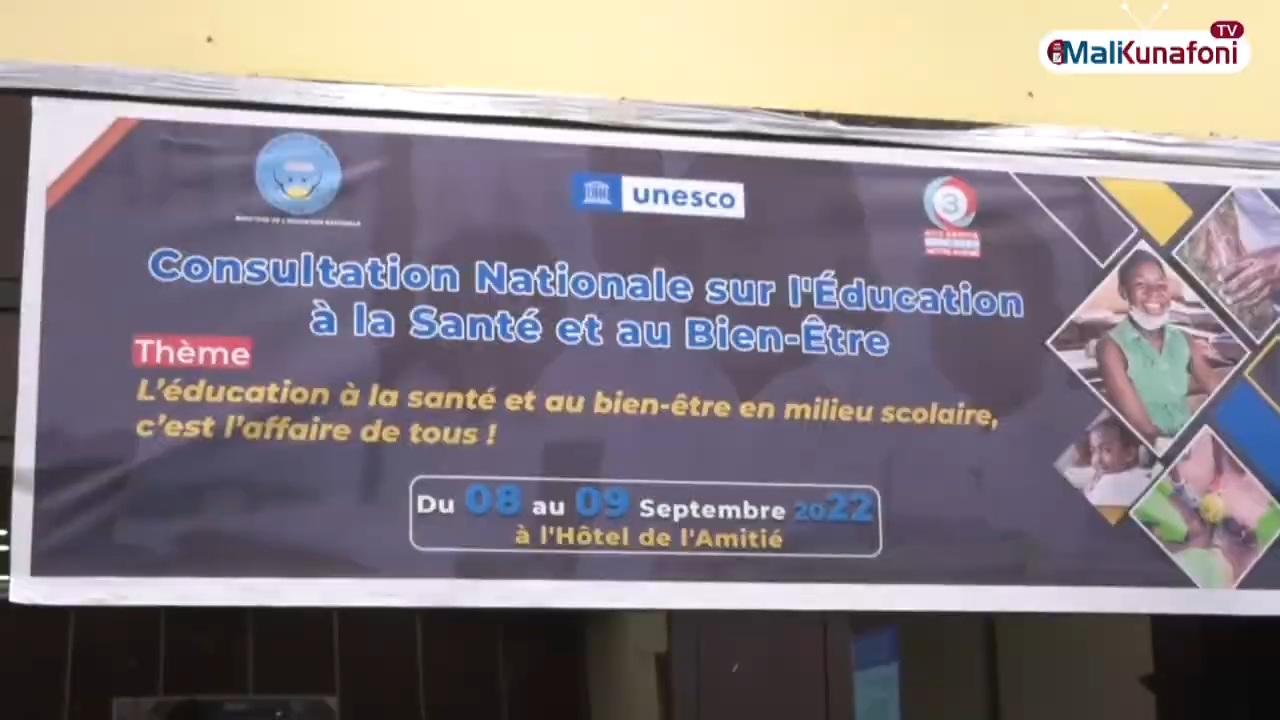 TV
MaliKunafoni
unesco
3
Consultation Nationale sur l'Éducation
à la Santé et au Bien-Être
Thème
L'éducation à la santé et au bien-être en milieu scolaire,
c'est l'affaire de tous !
Du 08 au 09 Septembre 2022
à l'Hôtel de l'Amitié